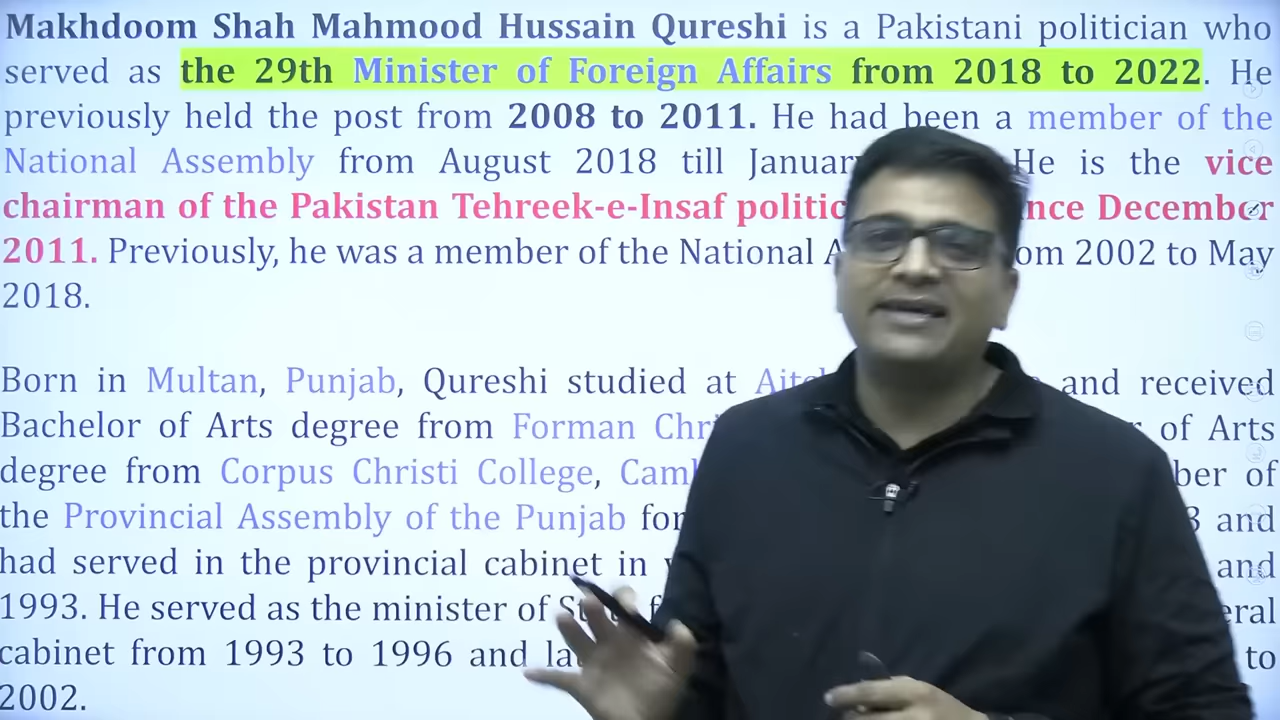 Makhdoom Shah Mahmood Hussain Qureshi is a Pakistani politician who
served as the 29th Minister of Foreign Affairs from 2018 to 2022. He
previously held the post from 2008 to 2011. He had been a member of the
National Assembly from August 2018 till January He is the vice
chairman of the Pakistan Tehreek-e-Insaf December
2011. Previously, he was a member of the National 2002 to May
2018.
Born in Multan, Punjab, Qureshi studied at and received
Bachelor of Arts degree from Forman of Arts
degree from Corpus Christi College, of
the Provincial Assembly of the Punjab and
had served in the provincial cabinet in and
1993. He served as the minister of
cabinet from 1993 to 1996 and to
2002.